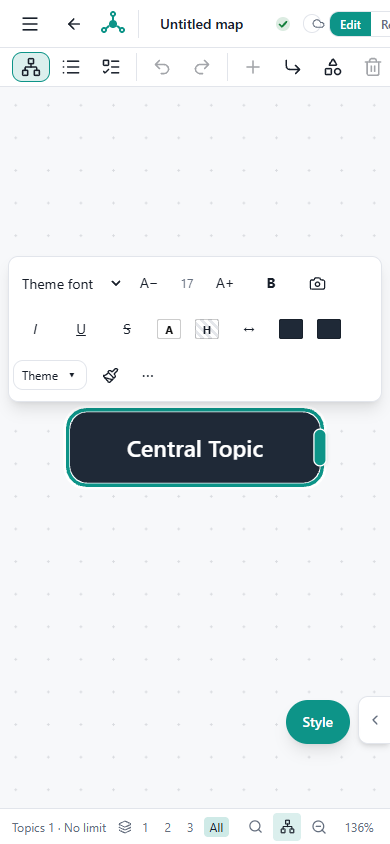 Untitled map Edit
Theme font A− 17 A+ B
I U S A H ↔
Theme ▼ ...
Central Topic
Style
Topics 1 · No limit 1 2 3 All 136%